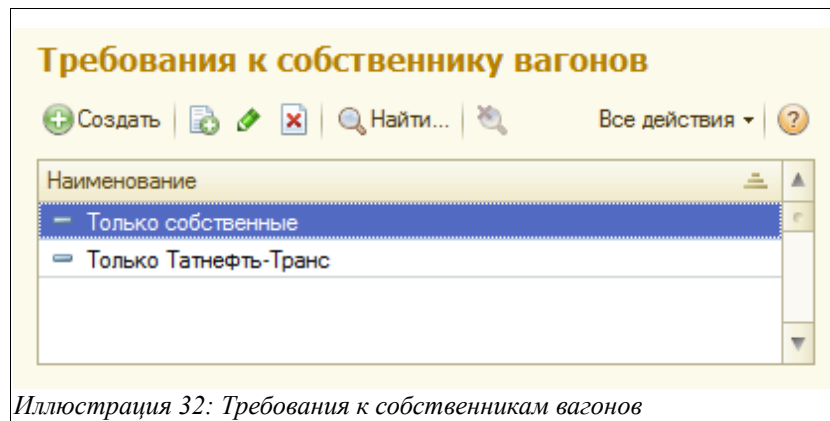 Требования к собственнику вагонов
Создать Найти... Все действия
Наименование
Только собственные
Только Татнефть-Транс
Иллюстрация 32: Требования к собственникам вагонов